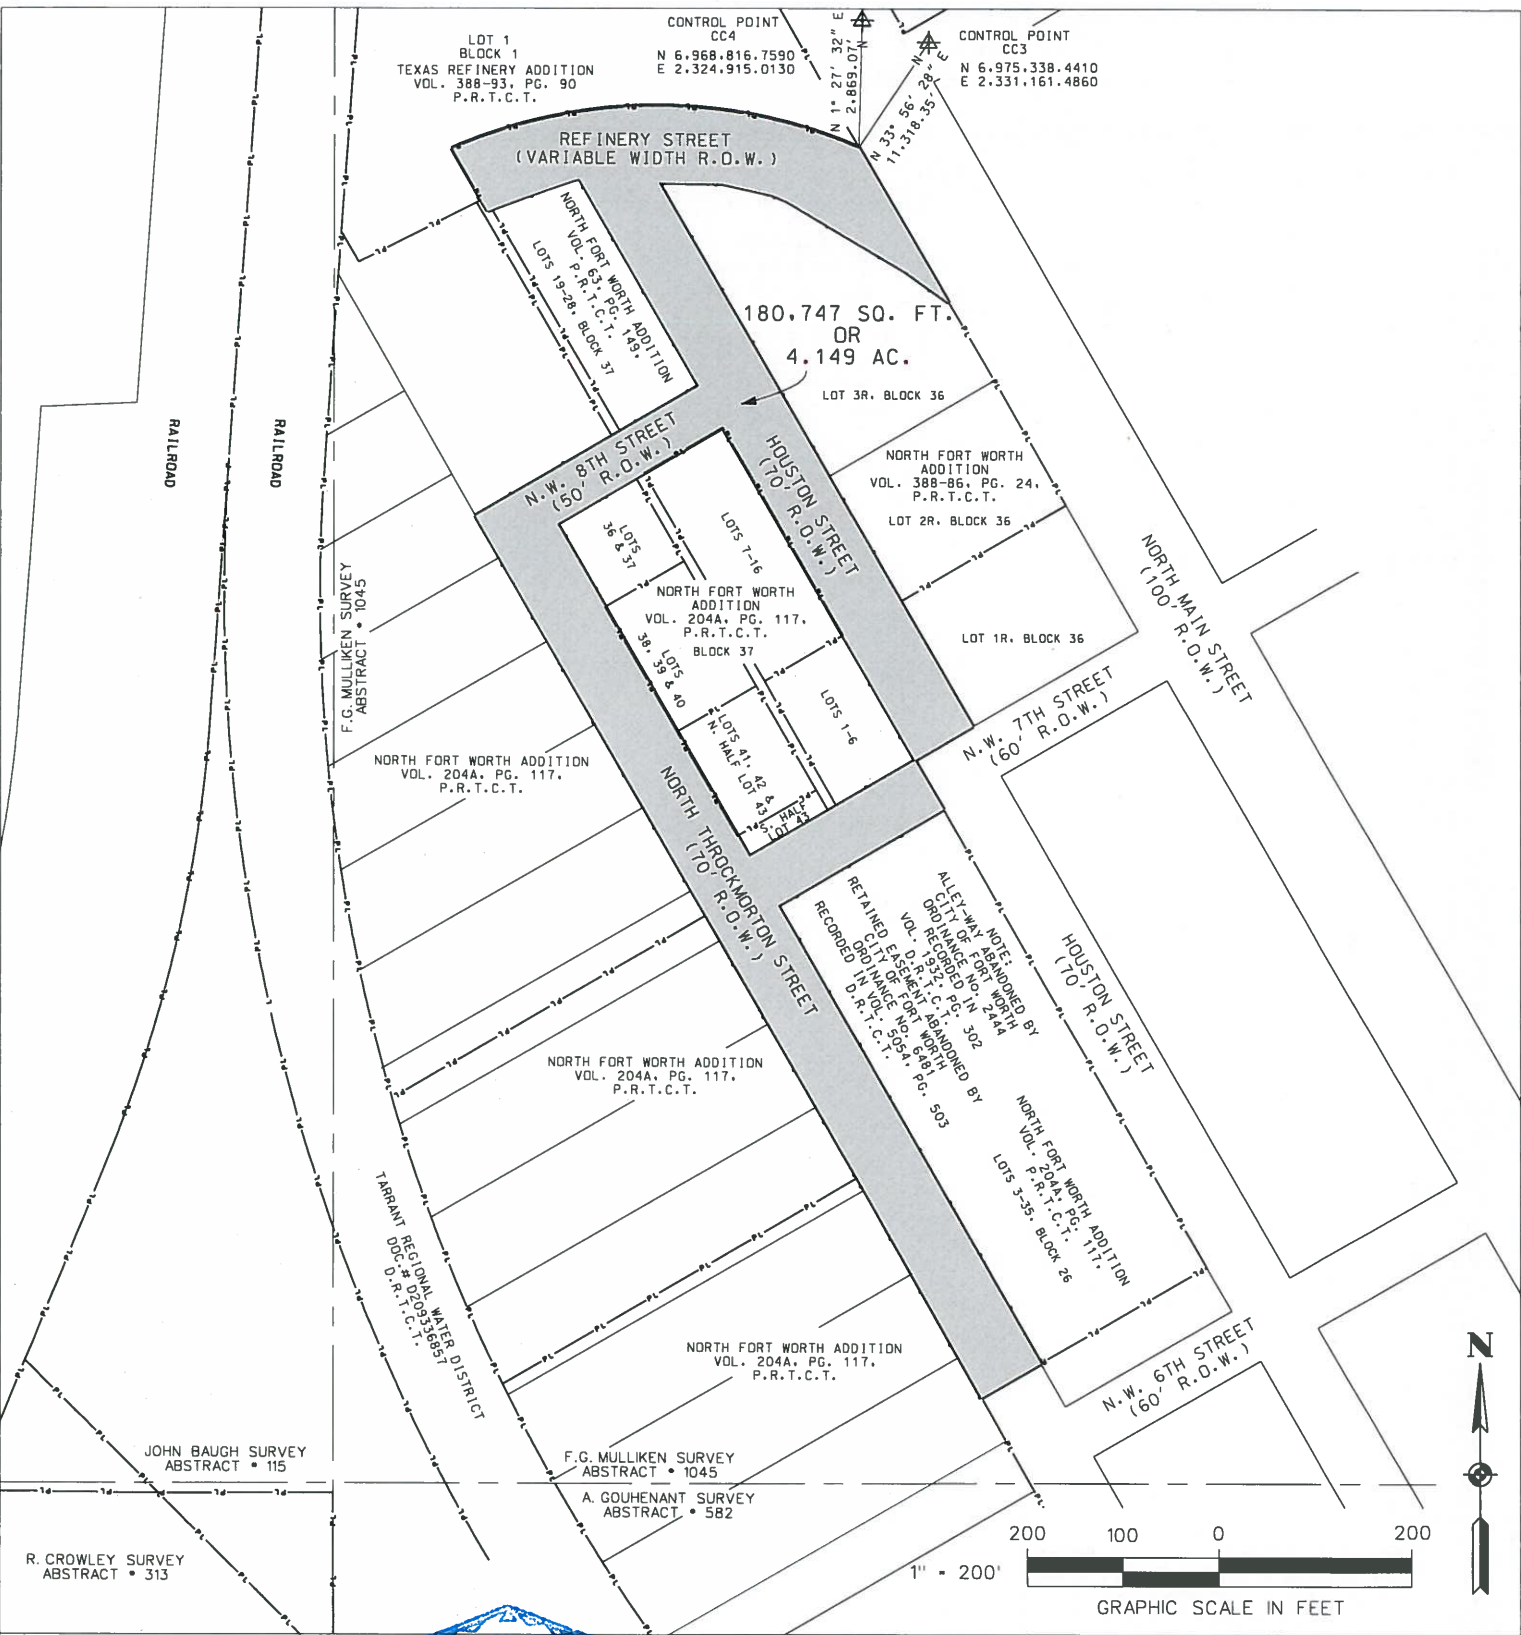 LOT 1
BLOCK 1
TEXAS REFINERY ADDITION
VOL. 388-93, PG. 90
P.R.T.C.T.
CONTROL POINT
CC4
N 6,968,816.7590
E 2,324,915.0130
N 1° 27' 32" E
2,869.07'
CONTROL POINT
CC3
N 6,975,338.4410
E 2,331,161.4860
N 33° 56' 28" E
11,318.35'
REFINERY STREET
(VARIABLE WIDTH R.O.W.)
NORTH FORT WORTH ADDITION
VOL. 63, PG. 149,
P.R.T.C.T.
LOTS 19-28, BLOCK 37
180,747 SQ. FT.
OR
4.149 AC.
LOT 3R, BLOCK 36
RAILROAD
RAILROAD
N.W. 8TH STREET
(50' R.O.W.)
HOUSTON STREET
(70' R.O.W.)
NORTH FORT WORTH
ADDITION
VOL. 388-86, PG. 24,
P.R.T.C.T.
LOT 2R, BLOCK 36
LOTS
36 & 37
LOTS 7-16
F.G. MULLIKEN SURVEY
ABSTRACT • 1045
NORTH FORT WORTH
ADDITION
VOL. 204A, PG. 117,
P.R.T.C.T.
BLOCK 37
LOTS
38, 39 & 40
LOT 1R, BLOCK 36
NORTH MAIN STREET
(100' R.O.W.)
LOTS 1-6
LOTS 41, 42 &
N. HALF LOT 43
S. HALF
LOT 43
N.W. 7TH STREET
(60' R.O.W.)
NORTH FORT WORTH ADDITION
VOL. 204A, PG. 117,
P.R.T.C.T.
NORTH THROCKMORTON STREET
(70' R.O.W.)
NOTE:
ALLEY-WAY ABANDONED BY
CITY OF FORT WORTH
ORDINANCE NO. 2444
RECORDED IN
VOL. 1932, PG. 302
D.R.T.C.T.
RETAINED EASEMENT ABANDONED BY
CITY OF FORT WORTH
ORDINANCE NO. 6481
RECORDED IN VOL. 5054, PG. 503
D.R.T.C.T.
HOUSTON STREET
(70' R.O.W.)
NORTH FORT WORTH ADDITION
VOL. 204A, PG. 117,
P.R.T.C.T.
NORTH FORT WORTH ADDITION
VOL. 204A, PG. 117,
P.R.T.C.T.
LOTS 3-35, BLOCK 26
TARRANT REGIONAL WATER DISTRICT
DOC.# D209336857
D.R.T.C.T.
NORTH FORT WORTH ADDITION
VOL. 204A, PG. 117,
P.R.T.C.T.
N.W. 6TH STREET
(60' R.O.W.)
N
JOHN BAUGH SURVEY
ABSTRACT • 115
F.G. MULLIKEN SURVEY
ABSTRACT • 1045
A. GOUHENANT SURVEY
ABSTRACT • 582
R. CROWLEY SURVEY
ABSTRACT • 313
200 100 0 200
1" = 200'
GRAPHIC SCALE IN FEET